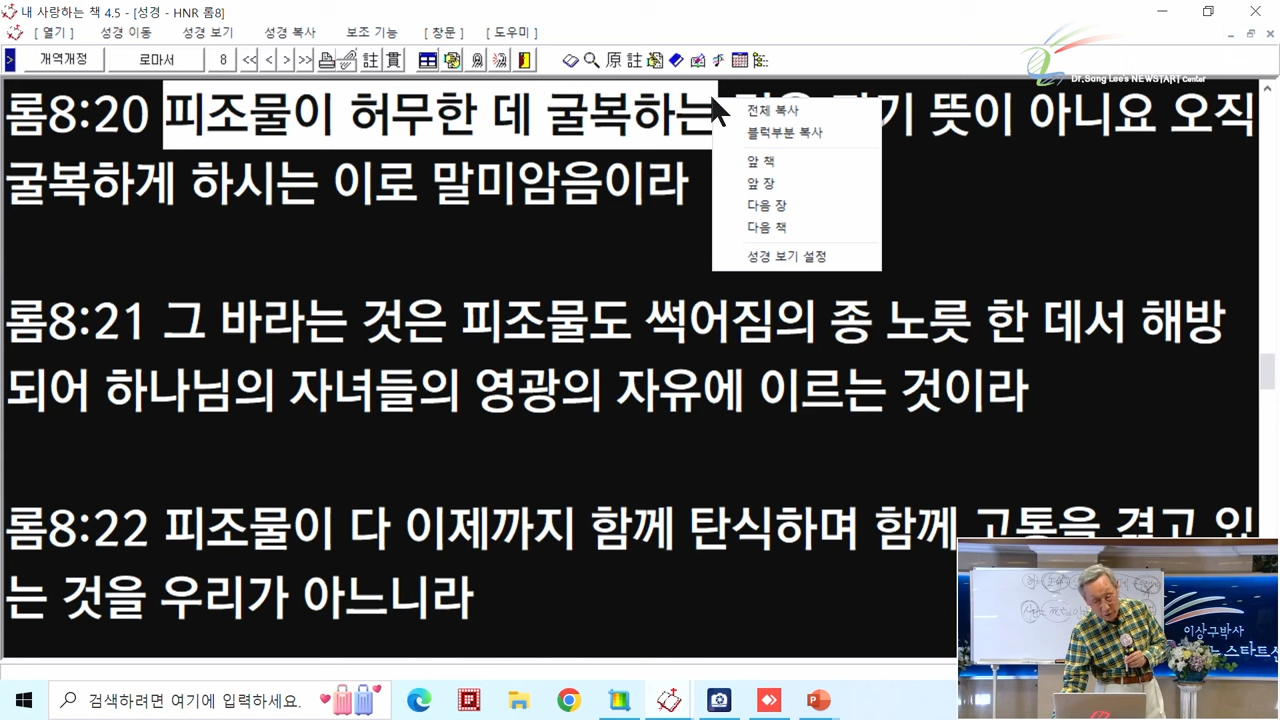 내 사랑하는 책 4.5 - [성경 - HNR 롬8]
[ 열기 ] 성경 이동 성경 보기 성경 복사 보조 기능 [ 창문 ] [ 도우미 ]
개역개정 로마서 8 << < > >> 註 貫 原 註
Dr.Sang Lee's NEWSTART Center
롬8:20 피조물이 허무한 데 굴복하는 기 뜻이 아니요 오직
굴복하게 하시는 이로 말미암음이라
전체 복사
블럭부분 복사
앞 책
앞 장
다음 장
다음 책
성경 보기 설정
롬8:21 그 바라는 것은 피조물도 썩어짐의 종 노릇 한 데서 해방
되어 하나님의 자녀들의 영광의 자유에 이르는 것이라
롬8:22 피조물이 다 이제까지 함께 탄식하며 함께 고통을 겪고 있
는 것을 우리가 아느니라
이상구박사
스타트
검색하려면 여기에 입력하세요.